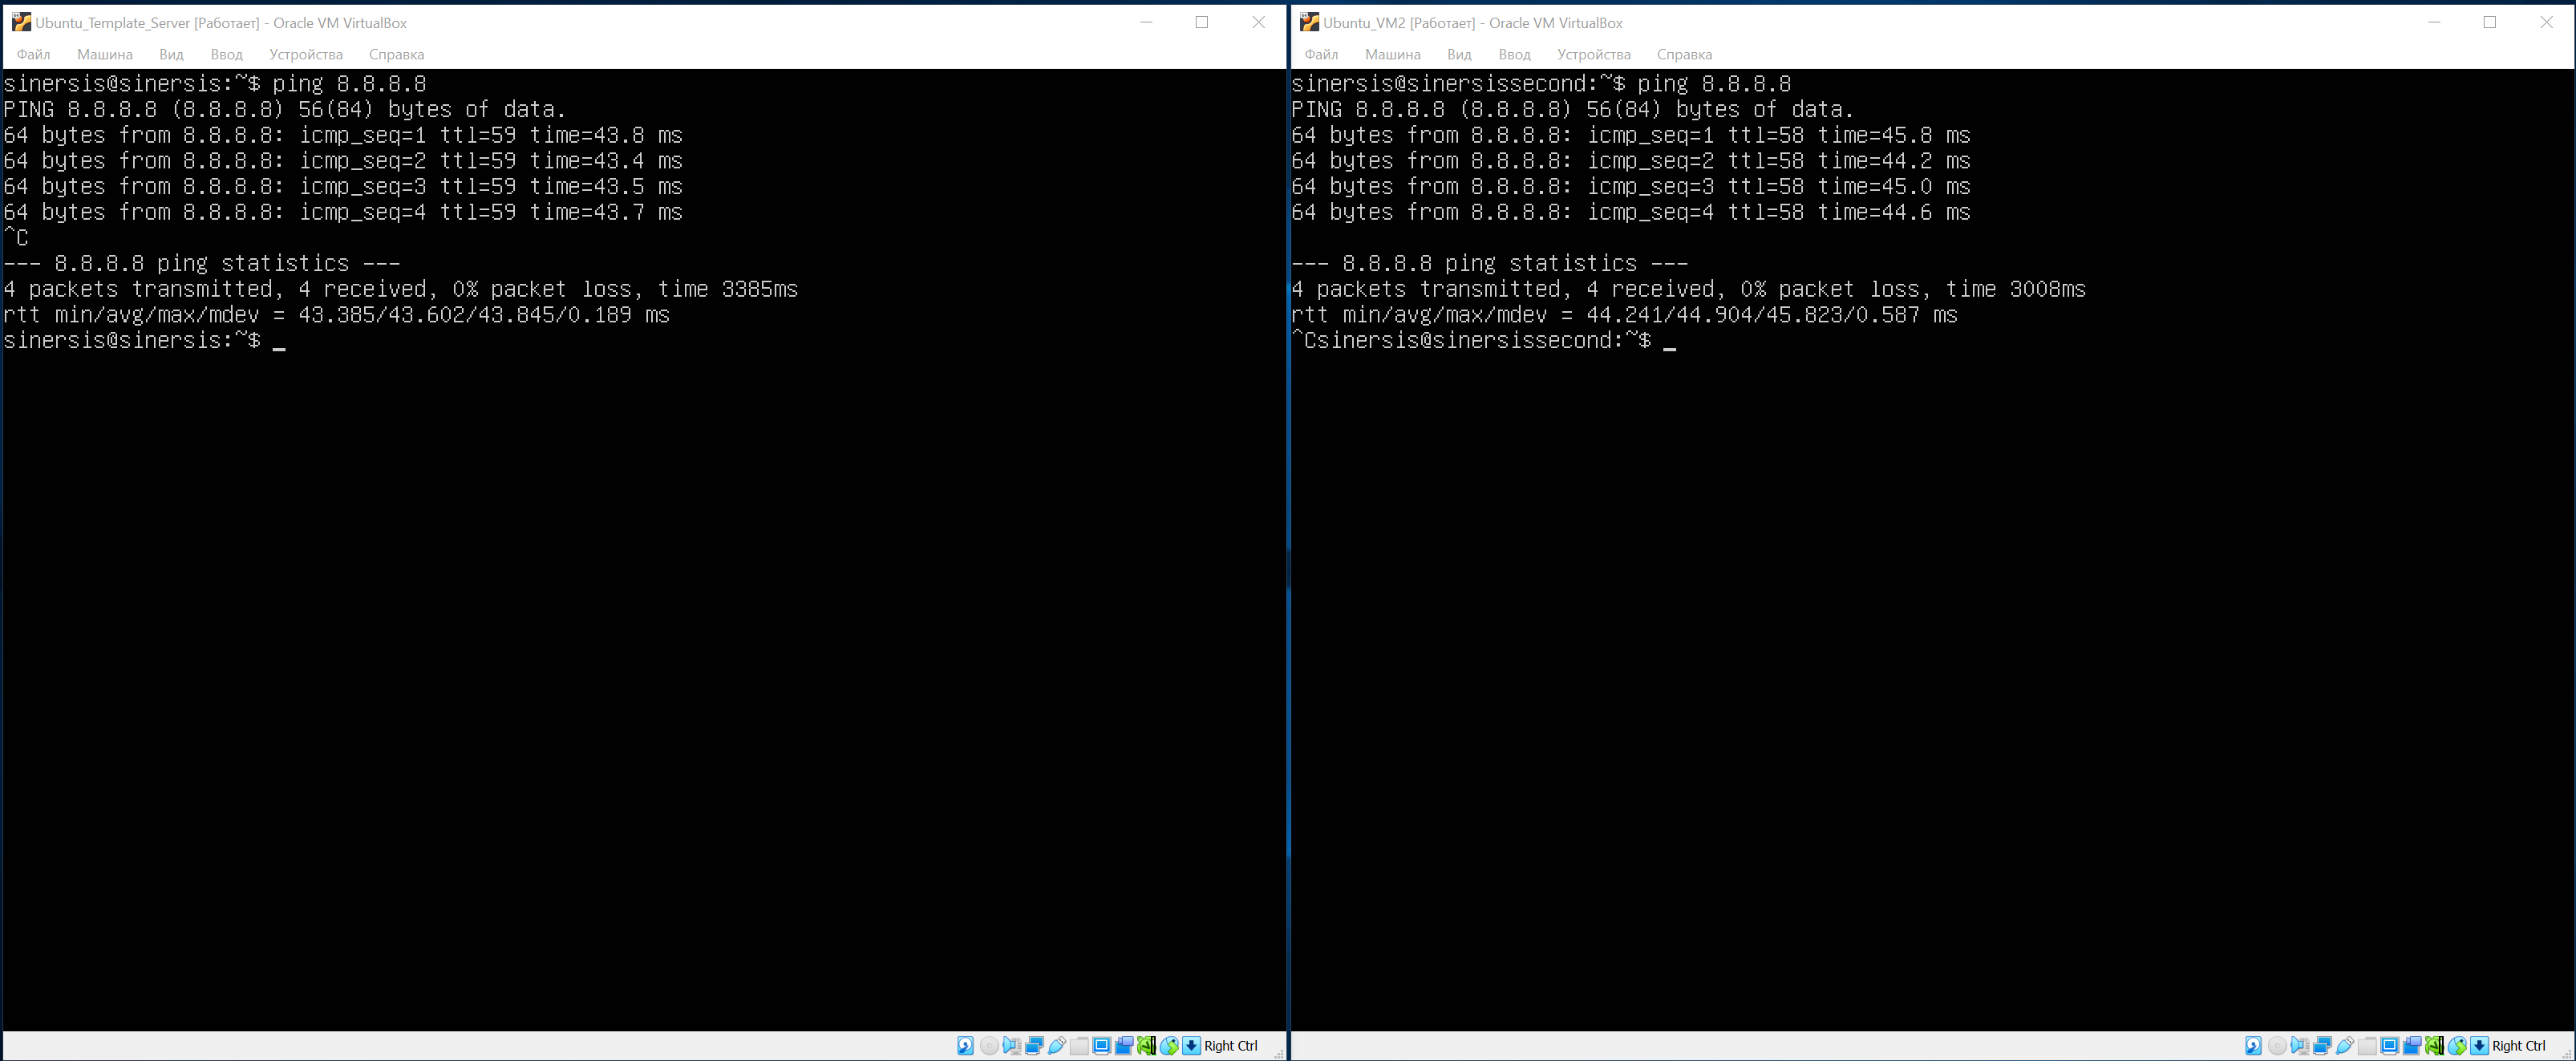 Ubuntu_Template_Server [Работает] - Oracle VM VirtualBox
Файл Машина Вид Ввод Устройства Справка
sinersis@sinersis:~$ ping 8.8.8.8
PING 8.8.8.8 (8.8.8.8) 56(84) bytes of data.
64 bytes from 8.8.8.8: icmp_seq=1 ttl=59 time=43.8 ms
64 bytes from 8.8.8.8: icmp_seq=2 ttl=59 time=43.4 ms
64 bytes from 8.8.8.8: icmp_seq=3 ttl=59 time=43.5 ms
64 bytes from 8.8.8.8: icmp_seq=4 ttl=59 time=43.7 ms
^C
--- 8.8.8.8 ping statistics ---
4 packets transmitted, 4 received, 0% packet loss, time 3385ms
rtt min/avg/max/mdev = 43.385/43.602/43.845/0.189 ms
sinersis@sinersis:~$ _
Right Ctrl
Ubuntu_VM2 [Работает] - Oracle VM VirtualBox
Файл Машина Вид Ввод Устройства Справка
sinersis@sinersissecond:~$ ping 8.8.8.8
PING 8.8.8.8 (8.8.8.8) 56(84) bytes of data.
64 bytes from 8.8.8.8: icmp_seq=1 ttl=58 time=45.8 ms
64 bytes from 8.8.8.8: icmp_seq=2 ttl=58 time=44.2 ms
64 bytes from 8.8.8.8: icmp_seq=3 ttl=58 time=45.0 ms
64 bytes from 8.8.8.8: icmp_seq=4 ttl=58 time=44.6 ms
--- 8.8.8.8 ping statistics ---
4 packets transmitted, 4 received, 0% packet loss, time 3008ms
rtt min/avg/max/mdev = 44.241/44.904/45.823/0.587 ms
^Csinersis@sinersissecond:~$ _
Right Ctrl